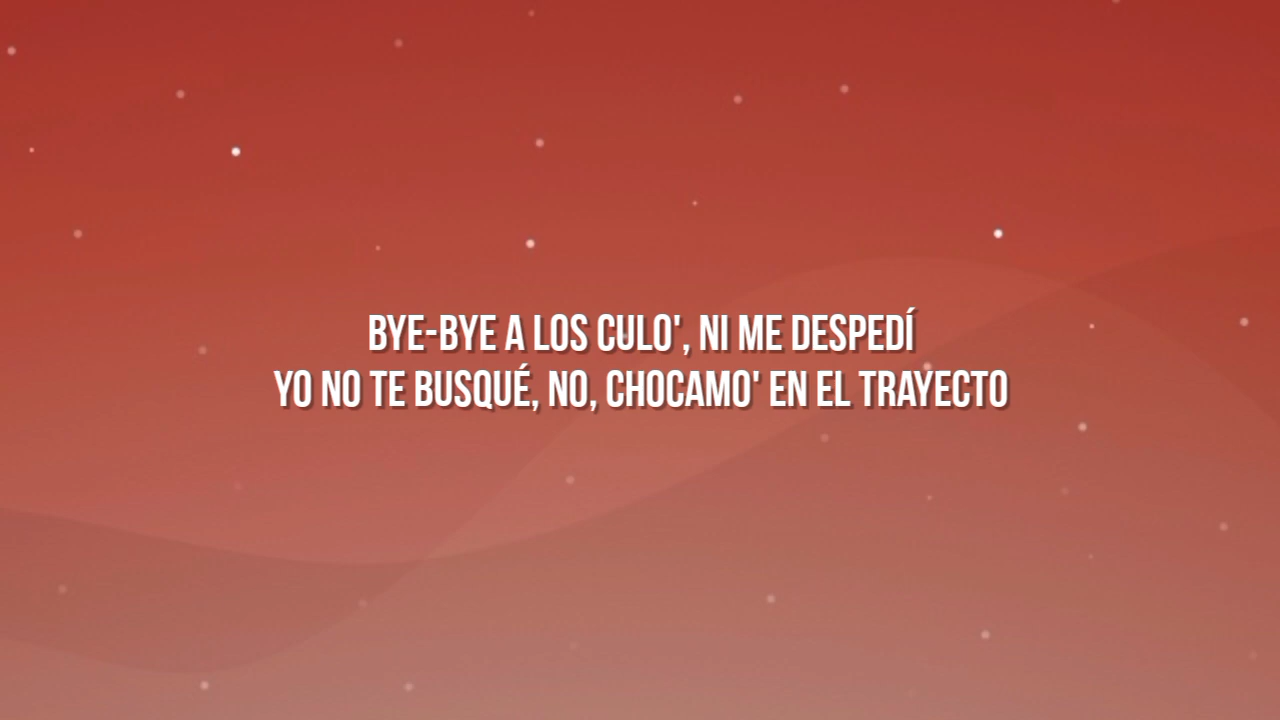 BYE-BYE A LOS CULO', NI ME DESPEDÍ
YO NO TE BUSQUÉ, NO, CHOCAMO' EN EL TRAYECTO